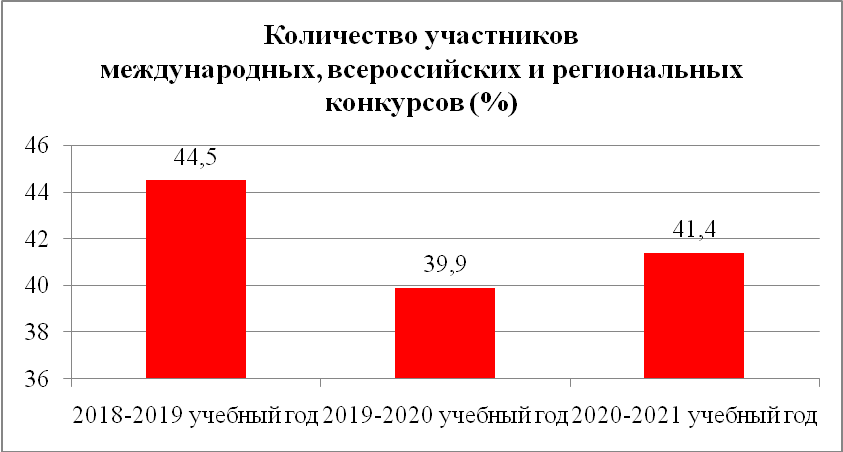 Количество участников
международных, всероссийских и региональных
конкурсов (%)
46
44
42
40
38
36
44,5
39,9
41,4
2018-2019 учебный год 2019-2020 учебный год 2020-2021 учебный год